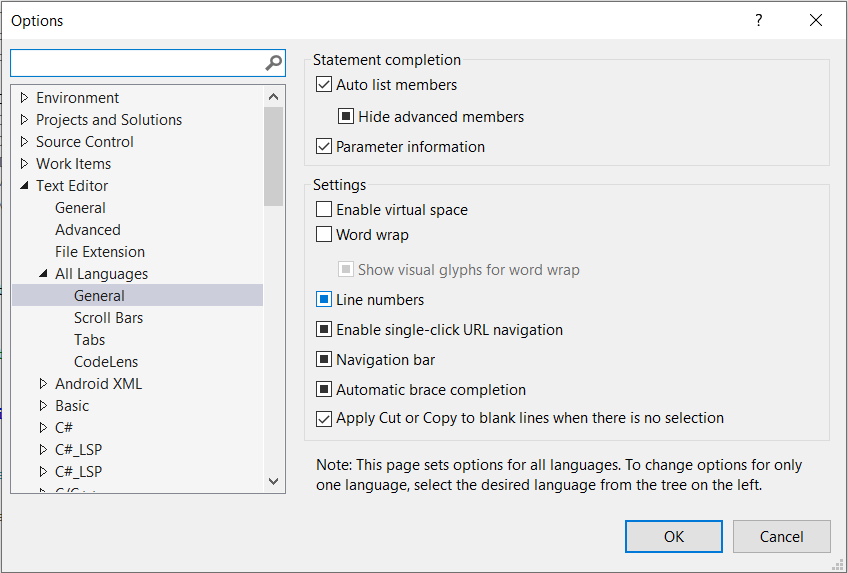 Options
?
Environment
Projects and Solutions
Source Control
Work Items
Text Editor
General
Advanced
File Extension
All Languages
General
Scroll Bars
Tabs
CodeLens
Android XML
Basic
C#
C#_LSP
C#_LSP
Statement completion
Auto list members
Hide advanced members
Parameter information
Settings
Enable virtual space
Word wrap
Show visual glyphs for word wrap
Line numbers
Enable single-click URL navigation
Navigation bar
Automatic brace completion
Apply Cut or Copy to blank lines when there is no selection
Note: This page sets options for all languages. To change options for only
one language, select the desired language from the tree on the left.
OK
Cancel